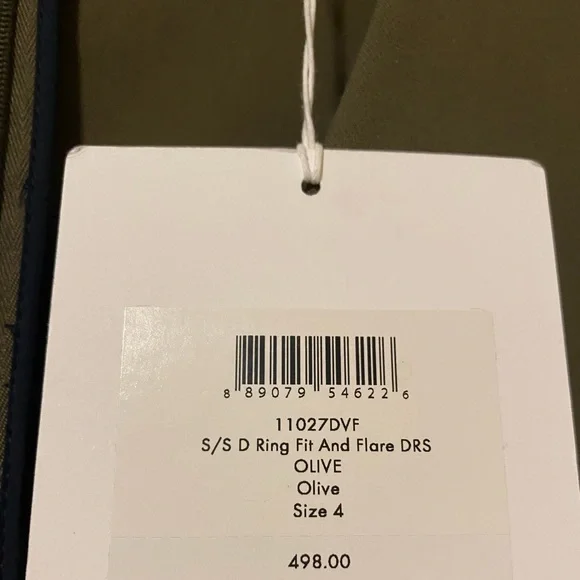 8 89079 54622 6
11027DVF
S/S D Ring Fit And Flare DRS
OLIVE
Olive
Size 4
498.00